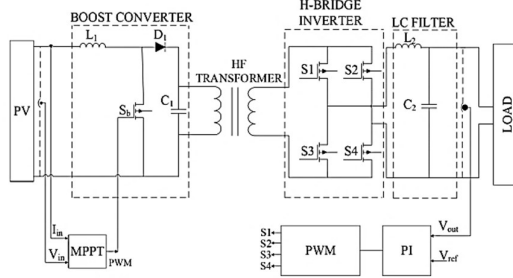 BOOST CONVERTER
H-BRIDGE
INVERTER
LC FILTER
L1
D1
HF
TRANSFORMER
S1
S2
L2
PV
Sb
C1
C2
LOAD
S3
S4
Iin
Vin
MPPT
PWM
S1
S2
S3
S4
PWM
PI
Vout
Vref